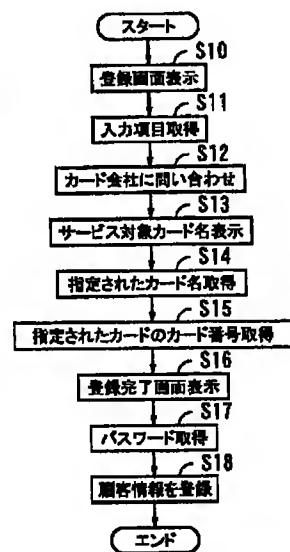 スタート
S10
登録画面表示
S11
入力項目取得
S12
カード会社に問い合わせ
S13
サービス対象カード名表示
S14
指定されたカード名取得
S15
指定されたカードのカード番号取得
S16
登録完了画面表示
S17
パスワード取得
S18
顧客情報を登録
エンド